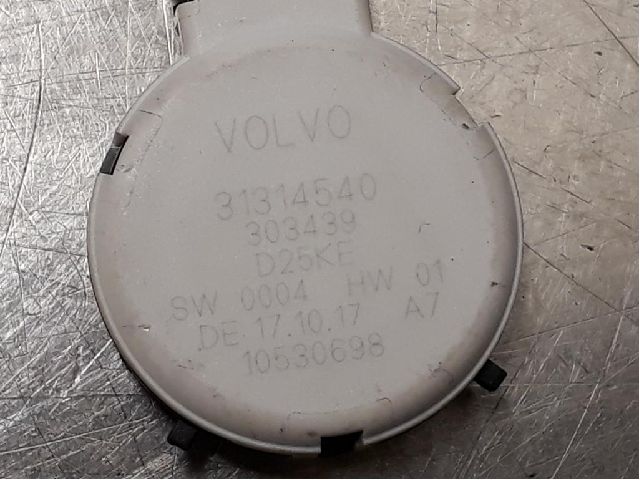 VOLVO
31314540
303439
D25KE
SW 0004 HW 01
DE 17.10.17 A7
10530698